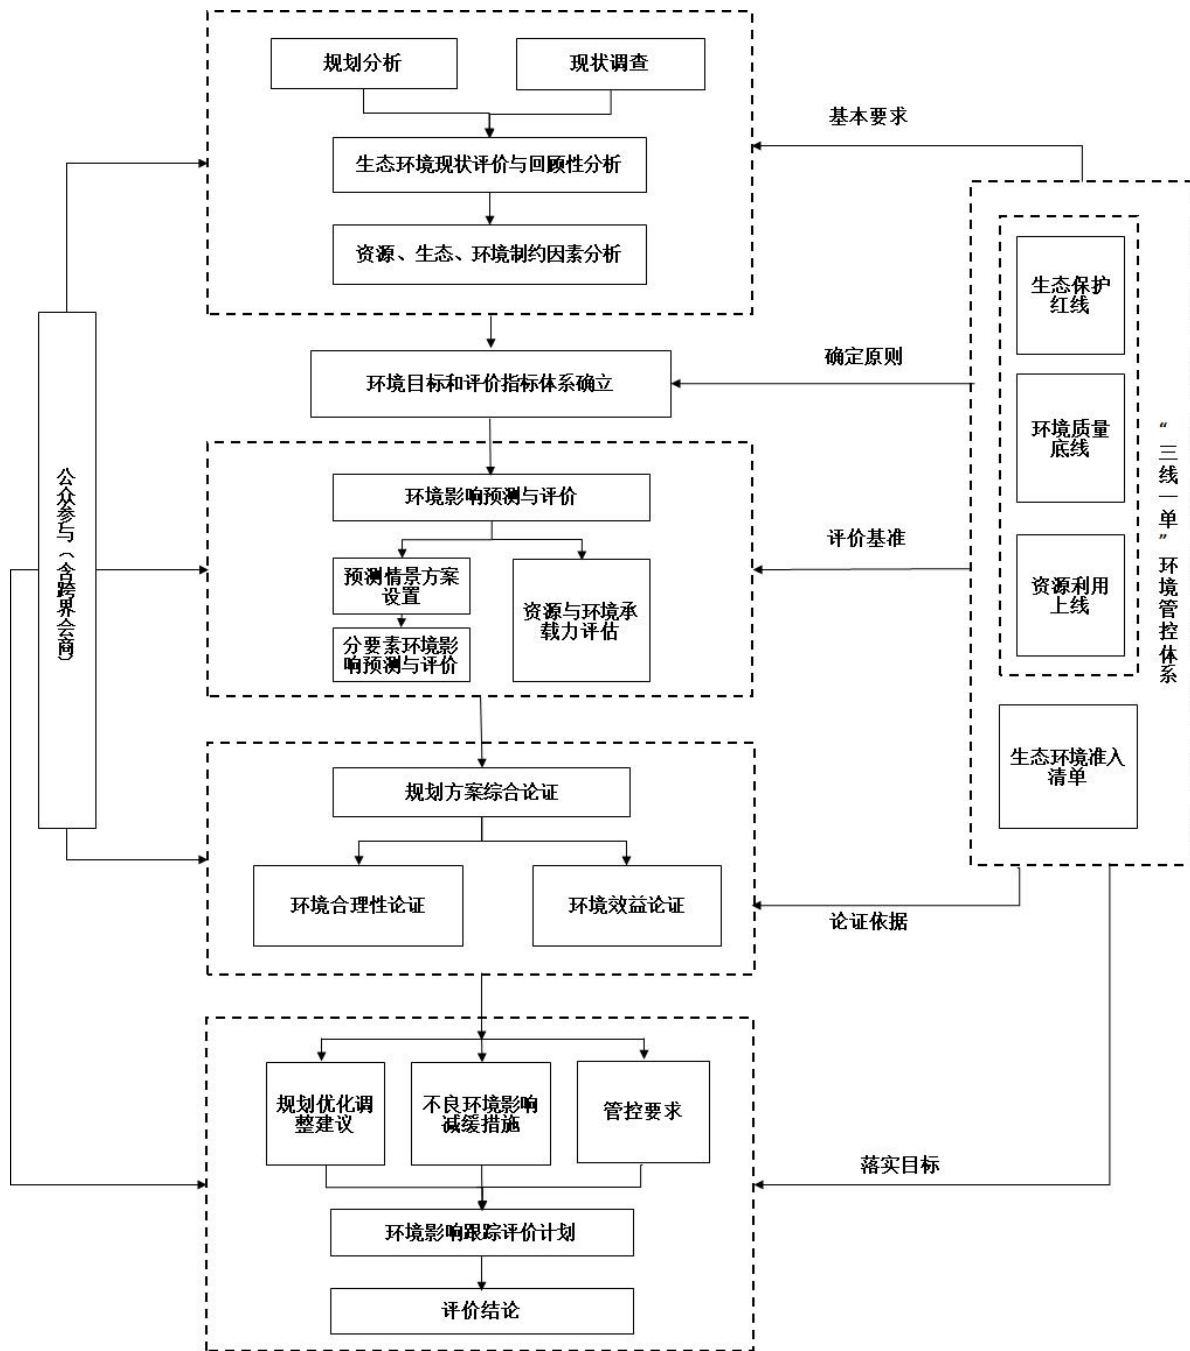 规划分析
现状调查
基本要求
生态环境现状评价与回顾性分析
资源、生态、环境制约因素分析
生态保护
红线
确定原则
环境目标和评价指标体系确立
环境质量
底线
“三线一单”环境管控体系
公众参与（含跨界会商）
环境影响预测与评价
评价基准
预测情景方案
设置
资源与环境承
载力评估
资源利用
上线
分要素环境影
响预测与评价
生态环境准入
清单
规划方案综合论证
环境合理性论证
环境效益论证
论证依据
规划优化调
整建议
不良环境影响
减缓措施
管控要求
落实目标
环境影响跟踪评价计划
评价结论